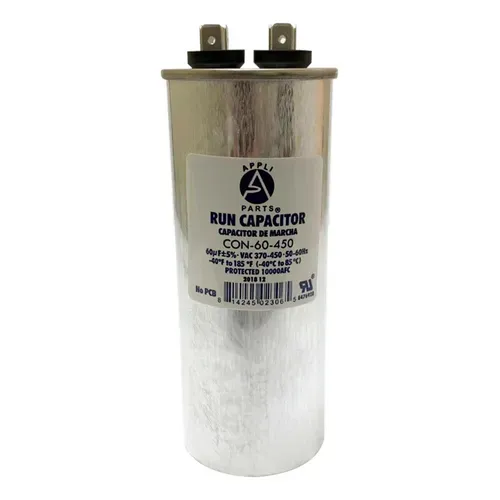 APPLI
PARTS®
RUN CAPACITOR
CAPACITOR DE MARCHA
CON-60-450
60µF±5%·VAC 370-450·50-60Hz
-40°F to 185 °F (-40°C to 85°C)
PROTECTED 10000AFC
2018 12
No PCB
8 14245 02306 5